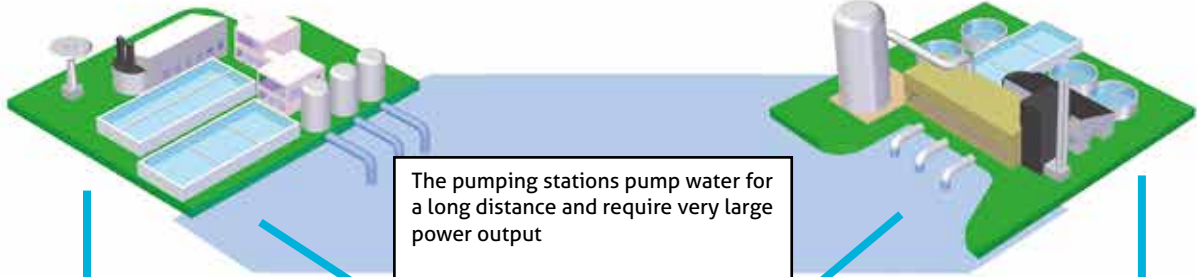 The pumping stations pump water for
a long distance and require very large
power output